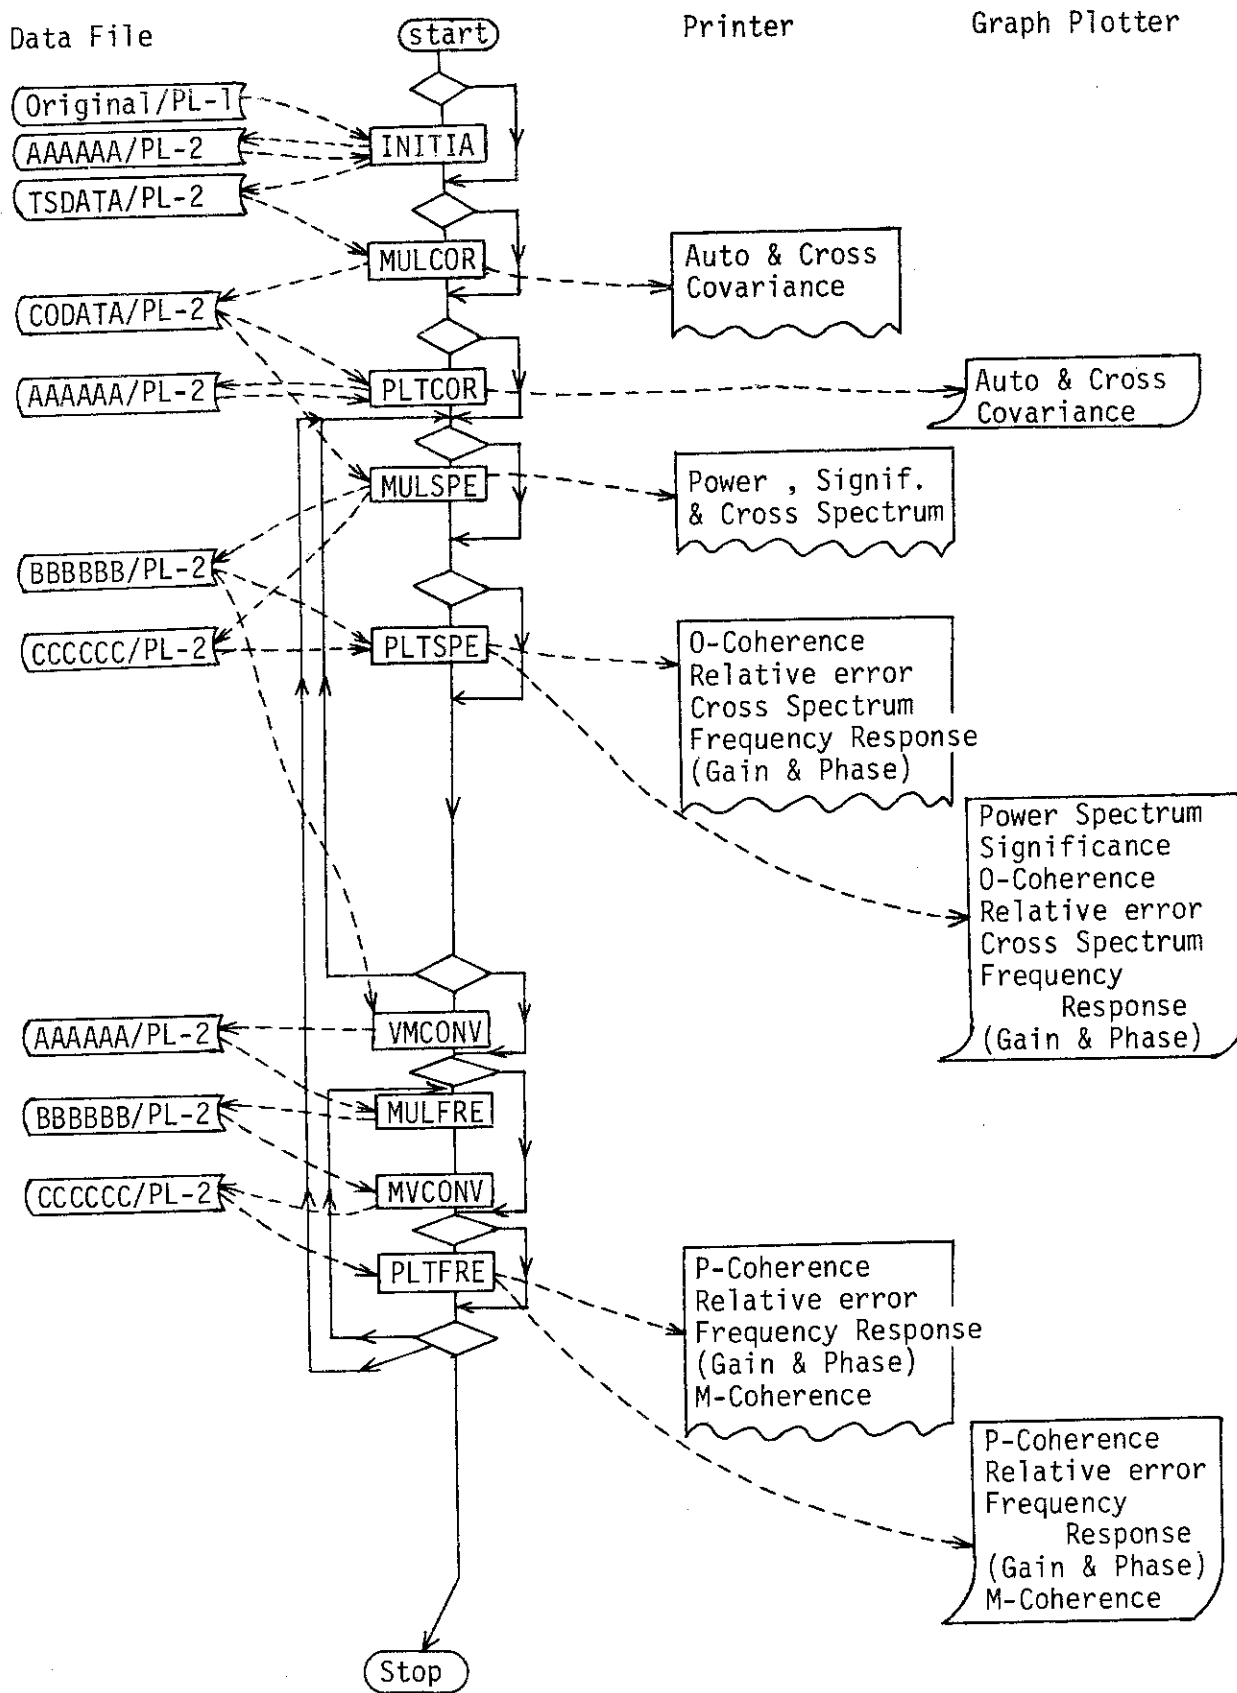 Data File
start
Printer
Graph Plotter
Original/PL-1
AAAAAA/PL-2
INITIA
TSDATA/PL-2
MULCOR
Auto & Cross
Covariance
CODATA/PL-2
AAAAAA/PL-2
PLTCOR
Auto & Cross
Covariance
MULSPE
Power , Signif.
& Cross Spectrum
BBBBBB/PL-2
CCCCCC/PL-2
PLTSPE
O-Coherence
Relative error
Cross Spectrum
Frequency Response
(Gain & Phase)
Power Spectrum
Significance
O-Coherence
Relative error
Cross Spectrum
Frequency
Response
(Gain & Phase)
AAAAAA/PL-2
VMCONV
BBBBBB/PL-2
MULFRE
CCCCCC/PL-2
MVCONV
PLTFRE
P-Coherence
Relative error
Frequency Response
(Gain & Phase)
M-Coherence
P-Coherence
Relative error
Frequency
Response
(Gain & Phase)
M-Coherence
Stop